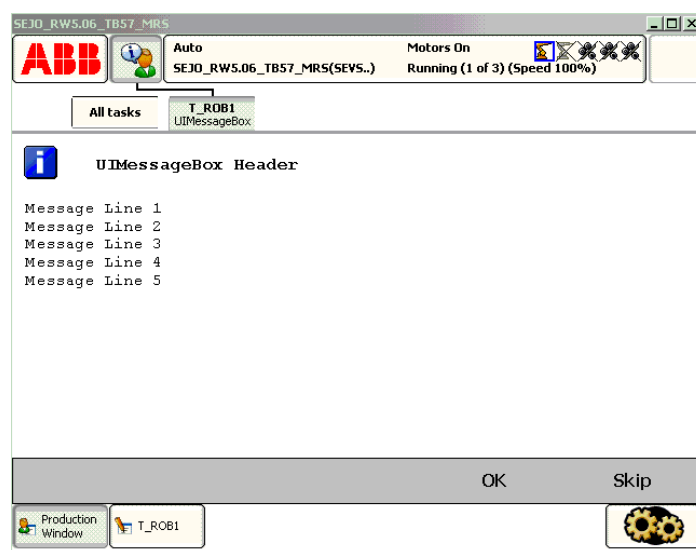 SEJO_RW5.06_TB57_MRS
ABB
Auto
SEJO_RW5.06_TB57_MRS(SEVS..)
Motors On
Running (1 of 3) (Speed 100%)
All tasks
T_ROB1
UIMessageBox
UIMessageBox Header
Message Line 1
Message Line 2
Message Line 3
Message Line 4
Message Line 5
OK
Skip
Production
Window
T_ROB1